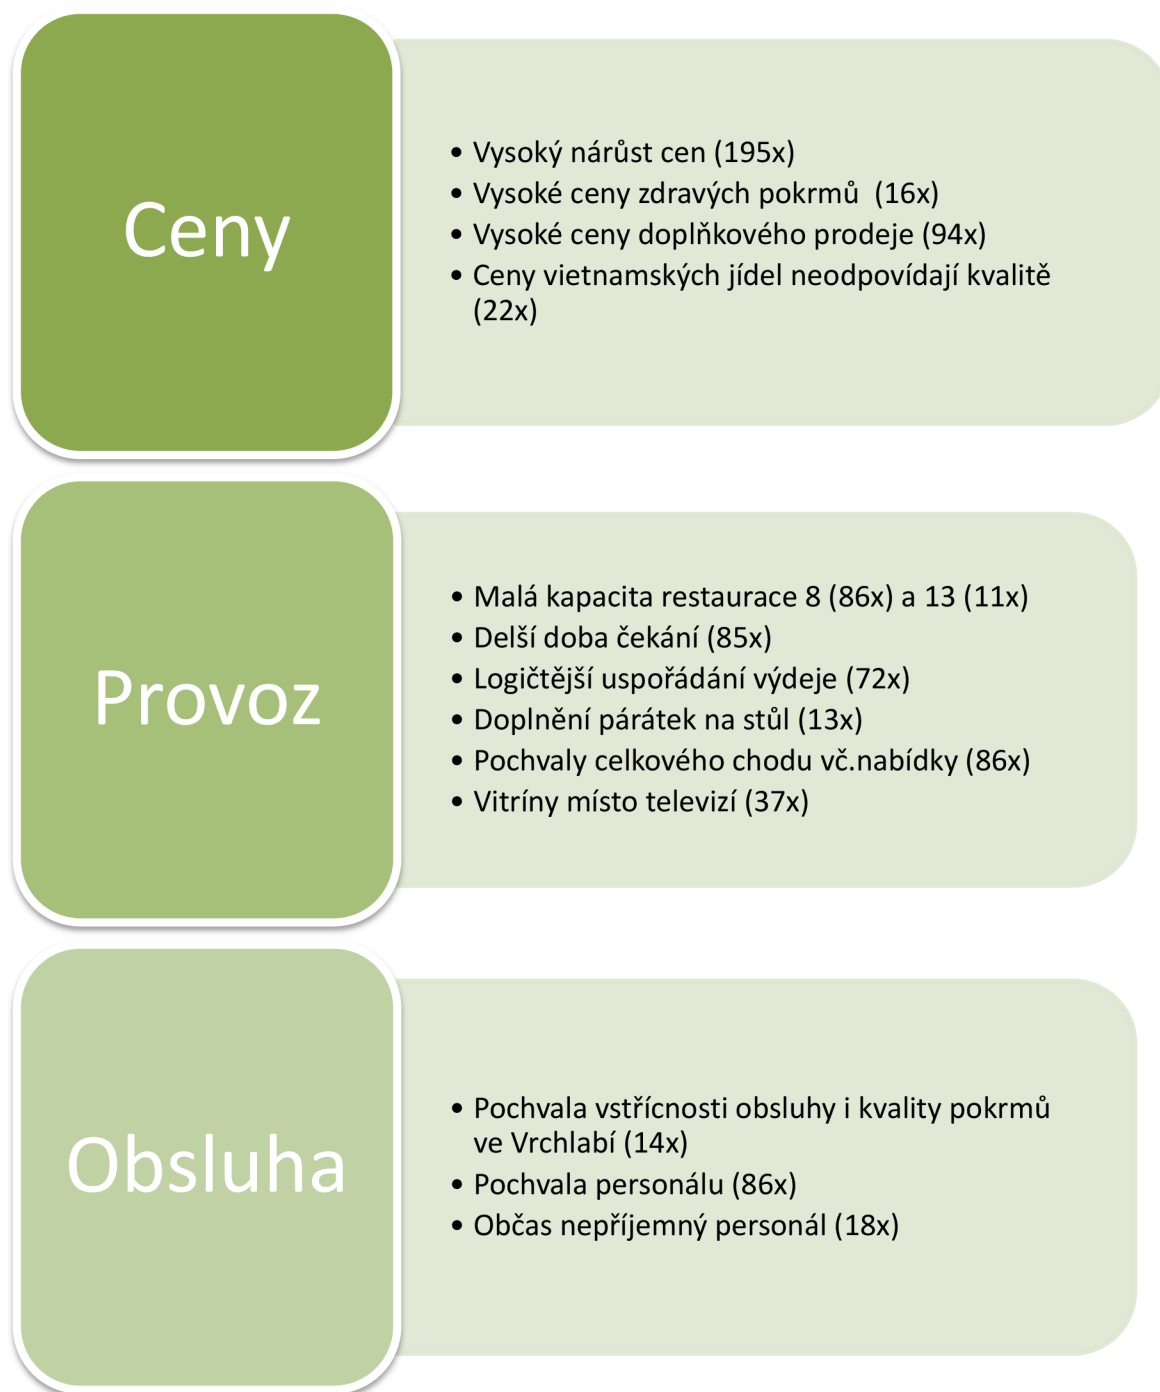 Ceny
• Vysoký nárůst cen (195x)
• Vysoké ceny zdravých pokrmů  (16x)
• Vysoké ceny doplňkového prodeje (94x)
• Ceny vietnamských jídel neodpovídají kvalitě
(22x)
Provoz
• Malá kapacita restaurace 8 (86x) a 13 (11x)
• Delší doba čekání (85x)
• Logičtější uspořádání výdeje (72x)
• Doplnění párátek na stůl (13x)
• Pochvaly celkového chodu vč.nabídky (86x)
• Vitríny místo televizí (37x)
Obsluha
• Pochvala vstřícnosti obsluhy i kvality pokrmů
ve Vrchlabí (14x)
• Pochvala personálu (86x)
• Občas nepříjemný personál (18x)